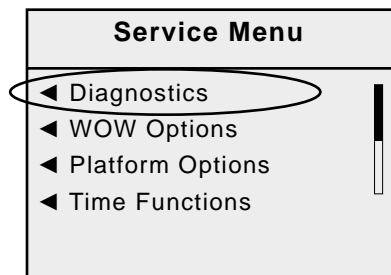 Service Menu
◄ Diagnostics
◄ WOW Options
◄ Platform Options
◄ Time Functions